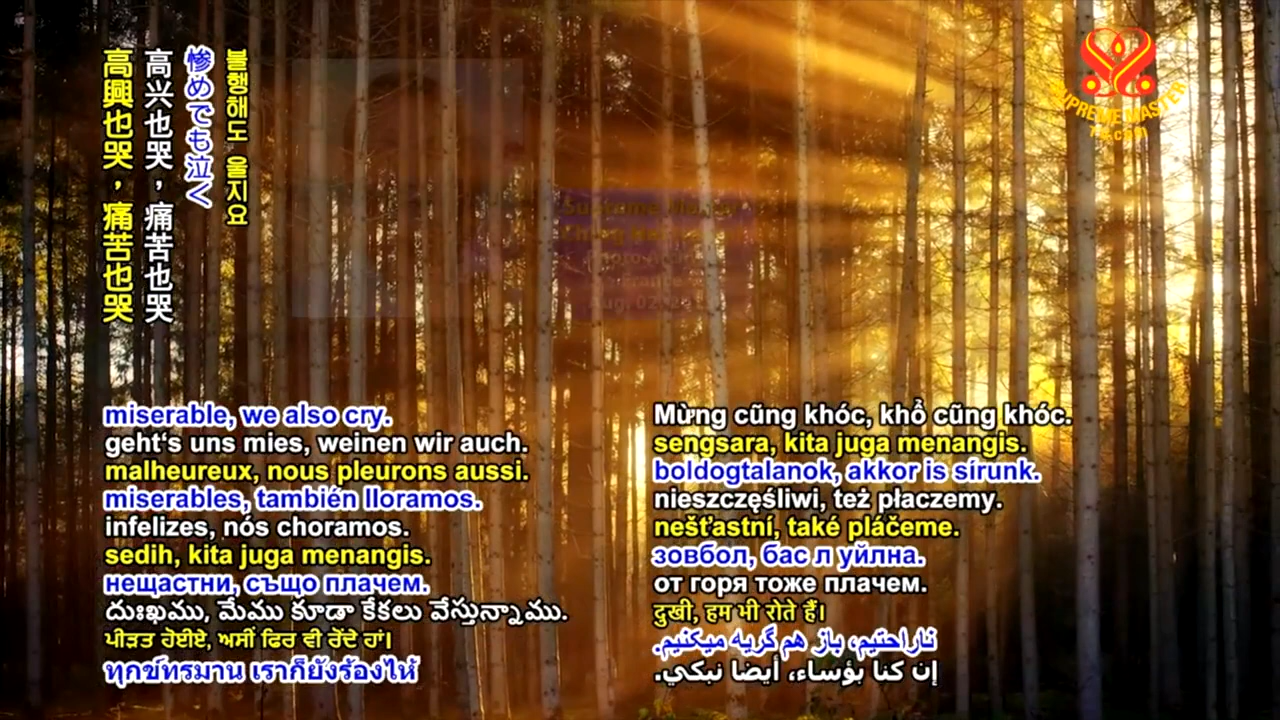 高興也哭，痛苦也哭
高兴也哭，痛苦也哭
惨めでも泣く
불행해도 울지요
SUPREME MASTER
TV.com
miserable, we also cry.
geht's uns mies, weinen wir auch.
malheureux, nous pleurons aussi.
miserables, también lloramos.
infelizes, nós choramos.
sedih, kita juga menangis.
нещастни, също плачем.
దుఃఖము, మేము కూడా కేకలు వేస్తున్నాము.
ਪੀੜਤ ਹੋਈਏ, ਅਸੀਂ ਫਿਰ ਵੀ ਰੋਂਦੇ ਹਾਂ।
ทุกข์ทรมาน เราก็ยังร้องไห้
Mừng cũng khóc, khổ cũng khóc.
sengsara, kita juga menangis.
boldogtalanok, akkor is sírunk.
nieszczęśliwi, też płaczemy.
nešťastní, také pláčeme.
зовбол, бас л уйлна.
от горя тоже плачем.
दुखी, हम भी रोते हैं।
ناراحتیم، باز هم گریه میکنیم.
إن كنا بؤساء، أيضا نبكي.